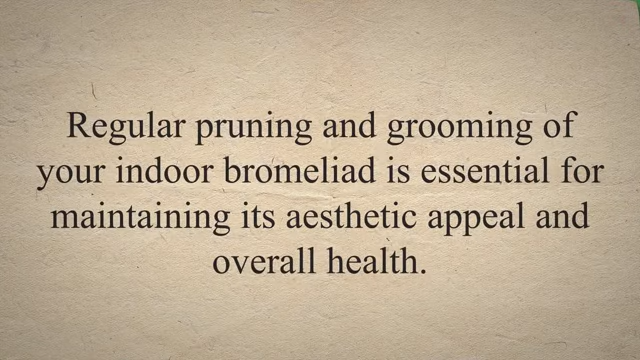 Regular pruning and grooming of
your indoor bromeliad is essential for
maintaining its aesthetic appeal and
overall health.